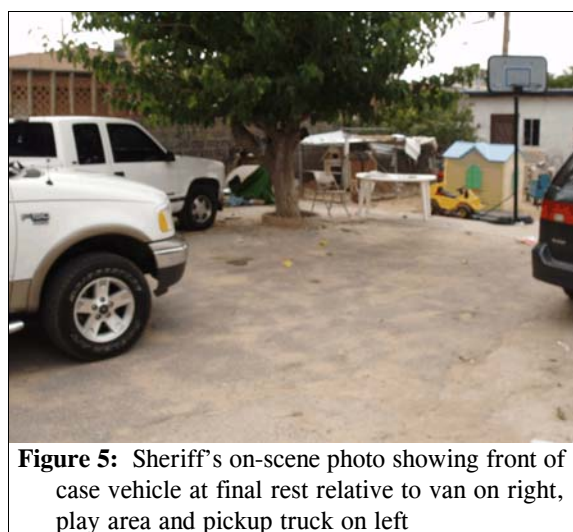 Figure 5: Sheriff's on-scene photo showing front of
case vehicle at final rest relative to van on right,
play area and pickup truck on left